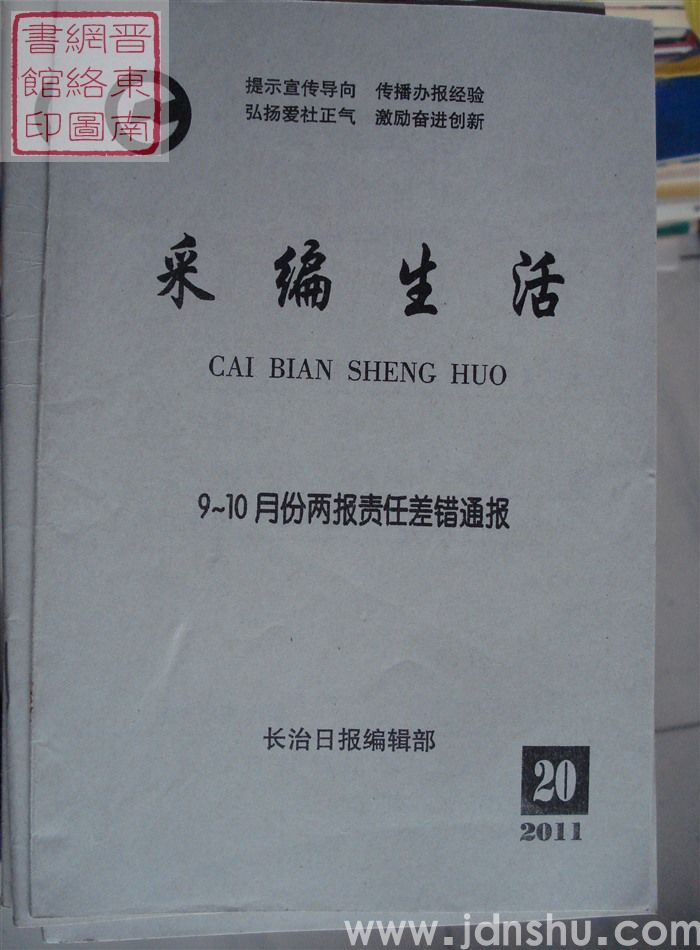 晋東南
網絡圖
書館印
提示宣传导向 传播办报经验
弘扬爱社正气 激励奋进创新
采编生活
CAI BIAN SHENG HUO
9~10月份两报责任差错通报
长治日报编辑部
20
2011
www.jdnshu.com